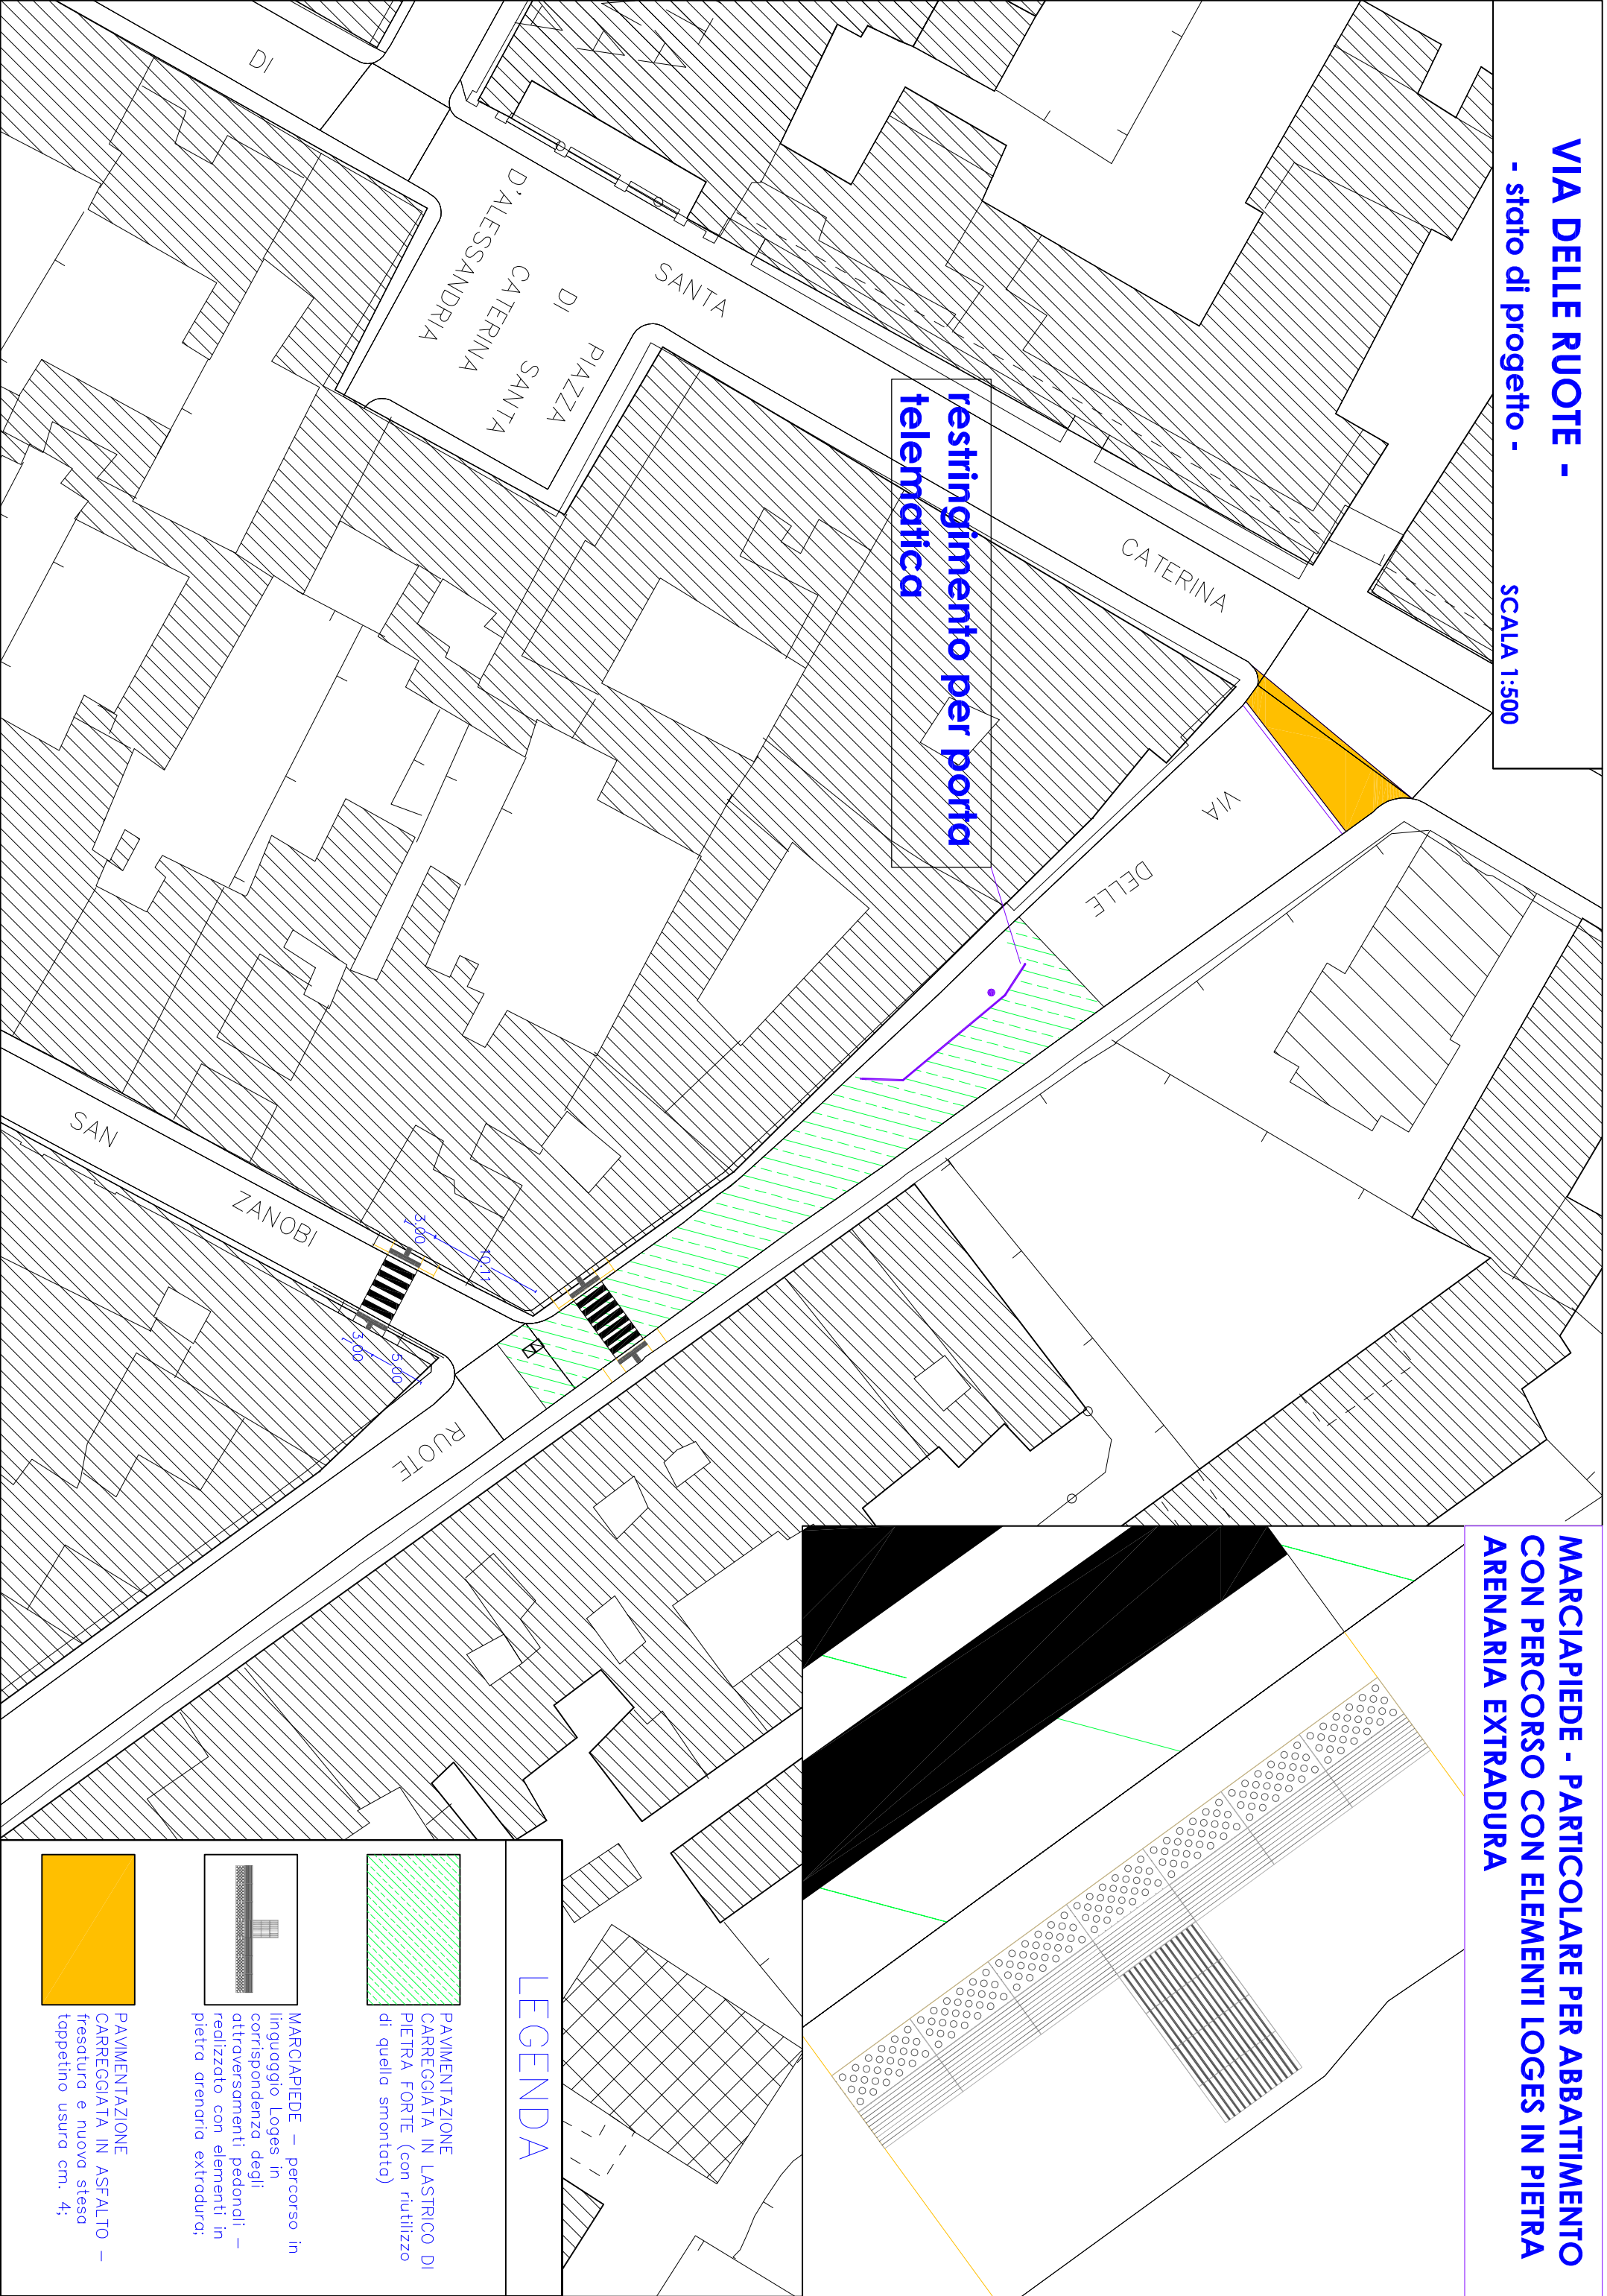 VIA DELLE RUOTE -
- stato di progetto -
SCALA 1:500
MARCIAPIEDE - PARTICOLARE PER ABBATTIMENTO
CON PERCORSO CON ELEMENTI LOGES IN PIETRA
ARENARIA EXTRADURA
restringimento per porta
telematica
DI
SANTA
CATERINA
D'ALESSANDRIA
PIAZZA
DI
SANTA
CATERINA
VIA
DELLE
RUOTE
SAN
ZANOBI
3.00
10.11
3.00
5.00
LEGENDA
PAVIMENTAZIONE
CARREGGIATA IN LASTRICO DI
PIETRA FORTE (con riutilizzo
di quella smontata)
MARCIAPIEDE – percorso in
linguaggio Loges in
corrispondenza degli
attraversamenti pedonali –
realizzato con elementi in
pietra arenaria extradura;
PAVIMENTAZIONE
CARREGGIATA IN ASFALTO –
fresatura e nuova stesa
tappetino usura cm. 4;